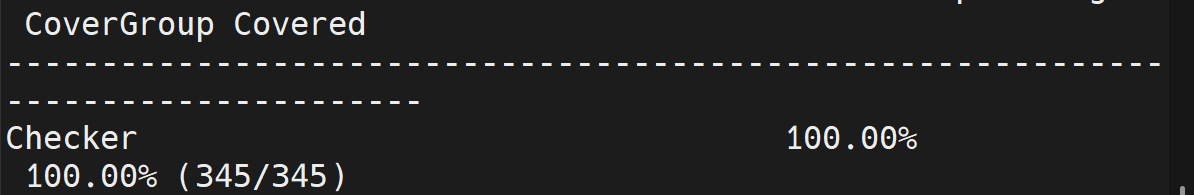 CoverGroup Covered
--------------------------------------------------------------
----------------------
Checker                                   100.00%
 100.00% (345/345)